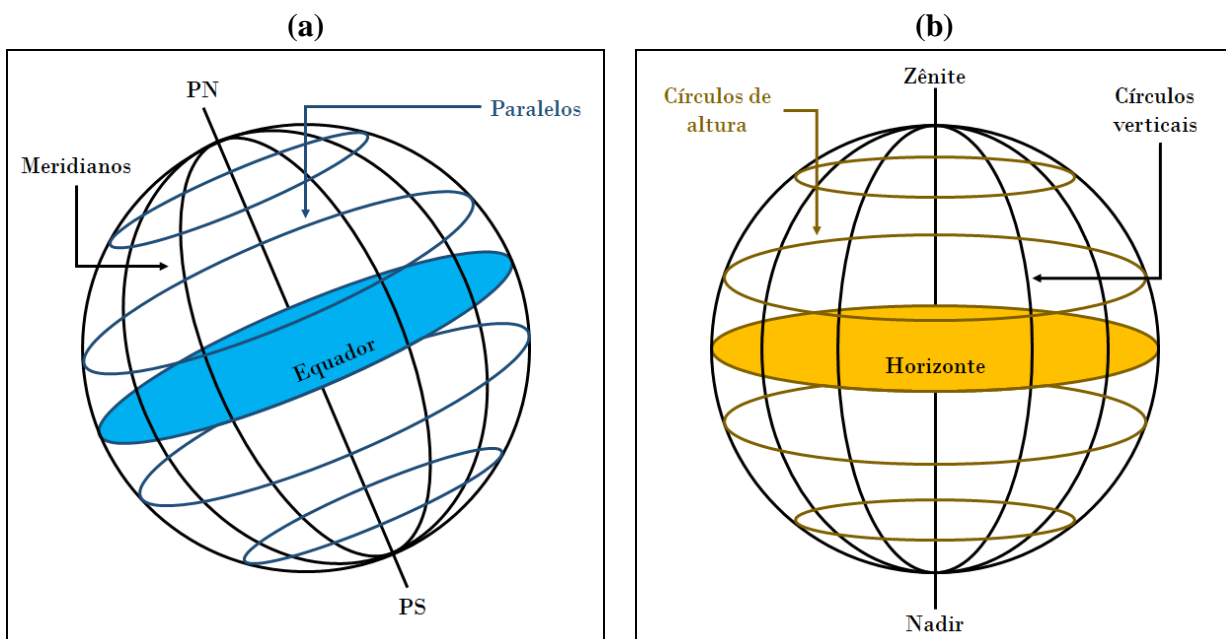 (a)
PN
Paralelos
Meridianos
Equador
PS
(b)
Zênite
Círculos de
altura
Círculos
verticais
Horizonte
Nadir